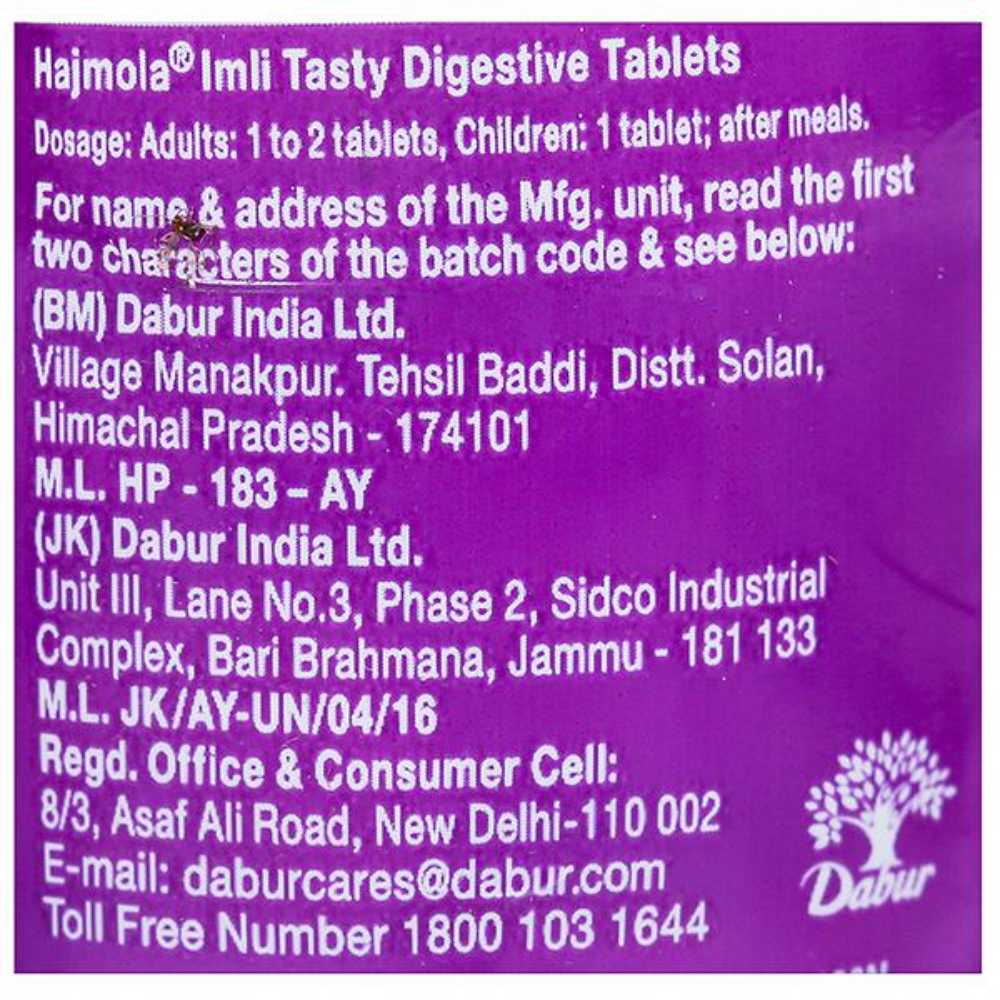 Hajmola® Imli Tasty Digestive Tablets
Dosage: Adults: 1 to 2 tablets, Children: 1 tablet; after meals.
For name & address of the Mfg. unit, read the first
two characters of the batch code & see below:
(BM) Dabur India Ltd.
Village Manakpur. Tehsil Baddi, Distt. Solan,
Himachal Pradesh - 174101
M.L. HP - 183 – AY
(JK) Dabur India Ltd.
Unit III, Lane No.3, Phase 2, Sidco Industrial
Complex, Bari Brahmana, Jammu - 181 133
M.L. JK/AY-UN/04/16
Regd. Office & Consumer Cell:
8/3, Asaf Ali Road, New Delhi-110 002
E-mail: daburcares@dabur.com
Toll Free Number 1800 103 1644
Dabur